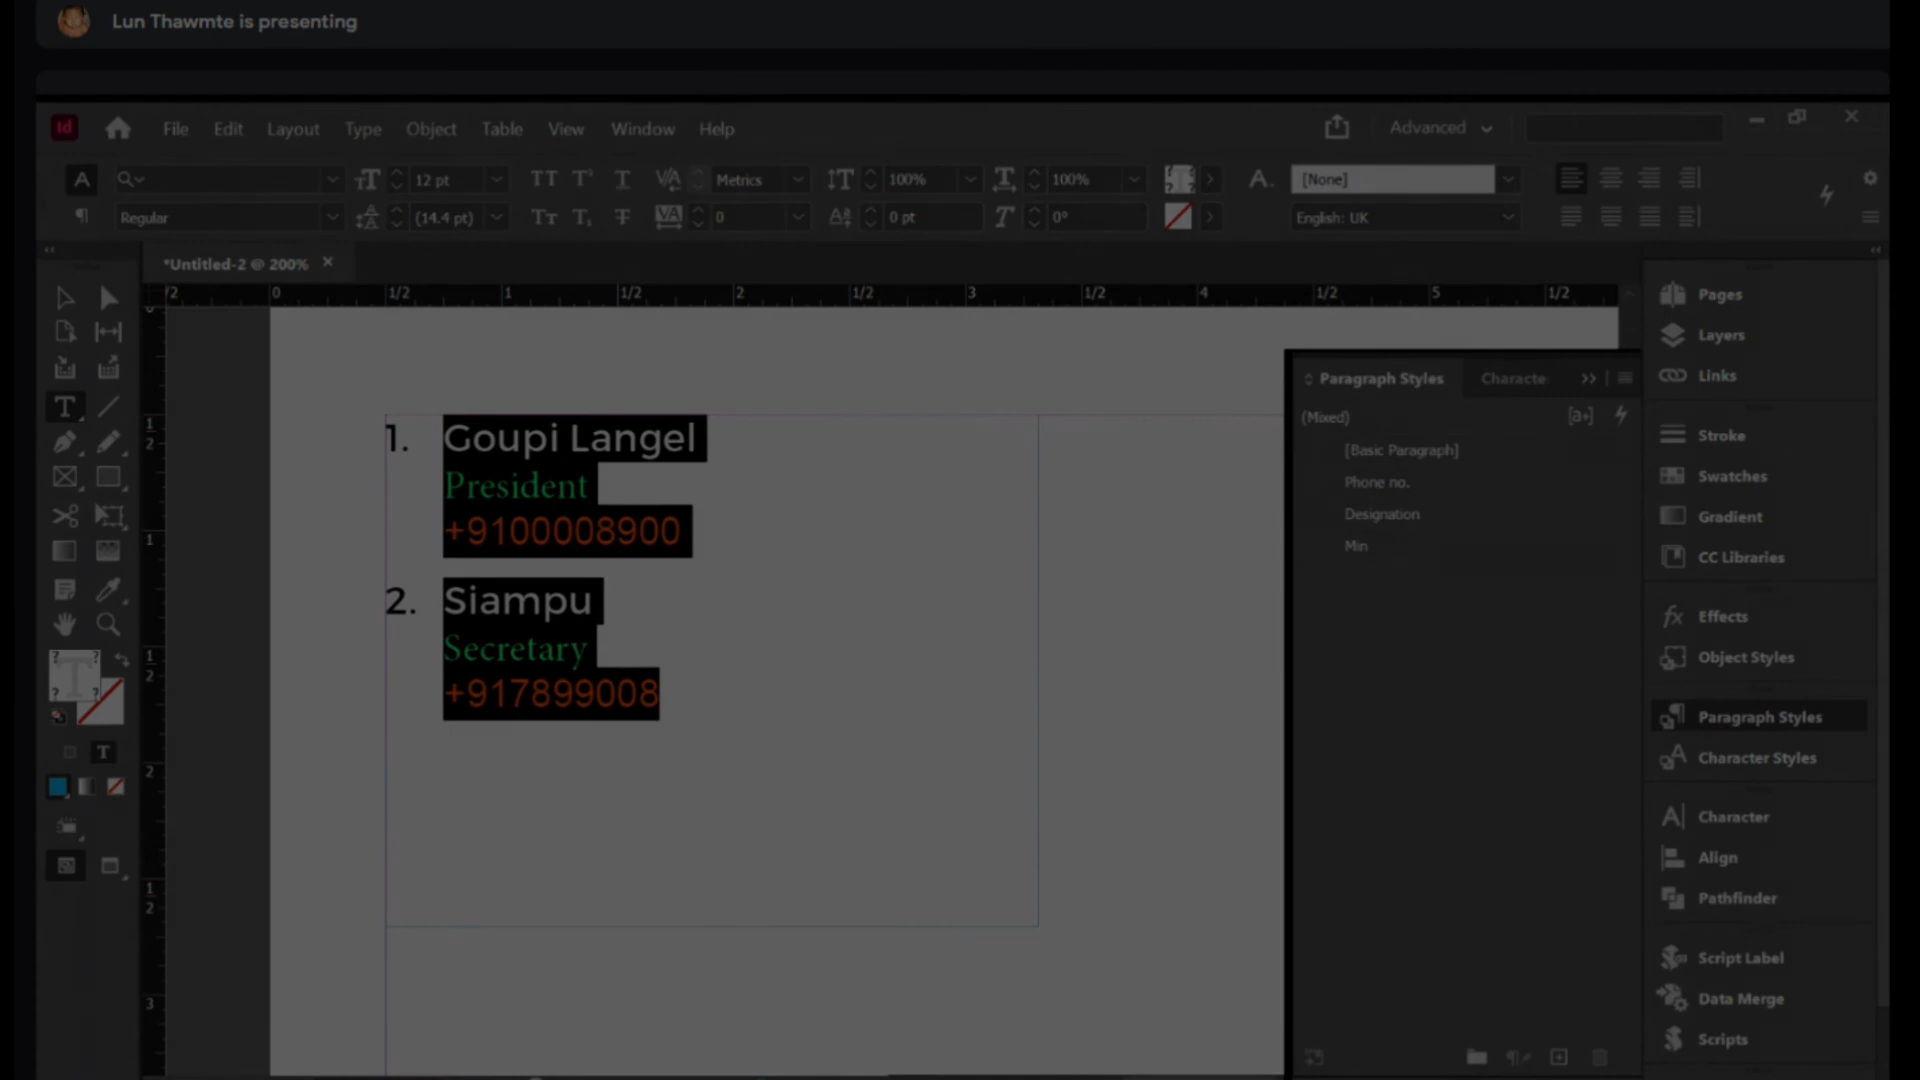 Lun Thawmte is presenting
Id File Edit Layout Type Object Table View Window Help Advanced
12 pt Metrics 100% 100% [None]
Regular (14.4 pt) 0 0 pt 0° English: UK
*Untitled-2 @ 200%
1/2 0 1/2 1 1/2 2 1/2 3 1/2 4 1/2 5 1/2
1. Goupi Langel
President
+9100008900
2. Siampu
Secretary
+917899008
Paragraph Styles Characte
(Mixed) [a+]
[Basic Paragraph]
Phone no.
Designation
Min
Pages
Layers
Links
Stroke
Swatches
Gradient
CC Libraries
Effects
Object Styles
Paragraph Styles
Character Styles
Character
Align
Pathfinder
Script Label
Data Merge
Scripts